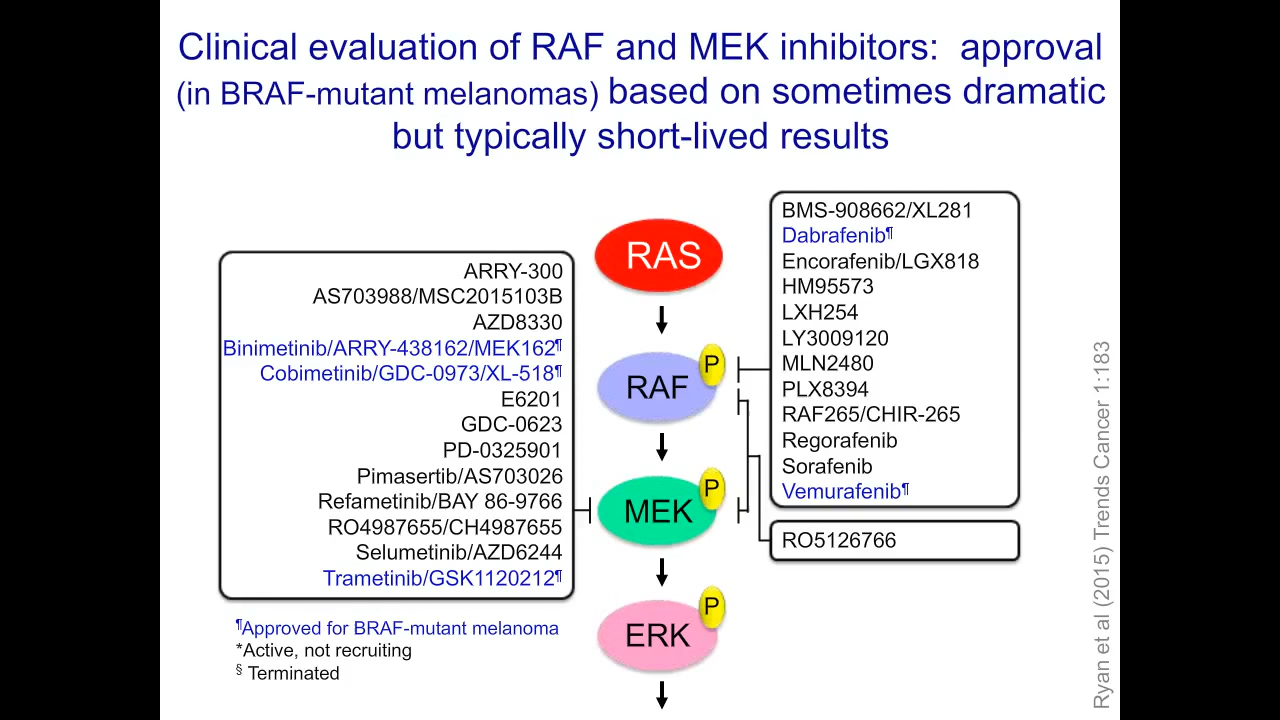 Clinical evaluation of RAF and MEK inhibitors: approval
(in BRAF-mutant melanomas) based on sometimes dramatic
but typically short-lived results
ARRY-300
AS703988/MSC2015103B
AZD8330
Binimetinib/ARRY-438162/MEK162¶
Cobimetinib/GDC-0973/XL-518¶
E6201
GDC-0623
PD-0325901
Pimasertib/AS703026
Refametinib/BAY 86-9766
RO4987655/CH4987655
Selumetinib/AZD6244
Trametinib/GSK1120212¶
¶Approved for BRAF-mutant melanoma
*Active, not recruiting
§ Terminated
RAS
RAF
P
MEK
P
ERK
P
BMS-908662/XL281
Dabrafenib¶
Encorafenib/LGX818
HM95573
LXH254
LY3009120
MLN2480
PLX8394
RAF265/CHIR-265
Regorafenib
Sorafenib
Vemurafenib¶
RO5126766
Ryan et al (2015) Trends Cancer 1:183